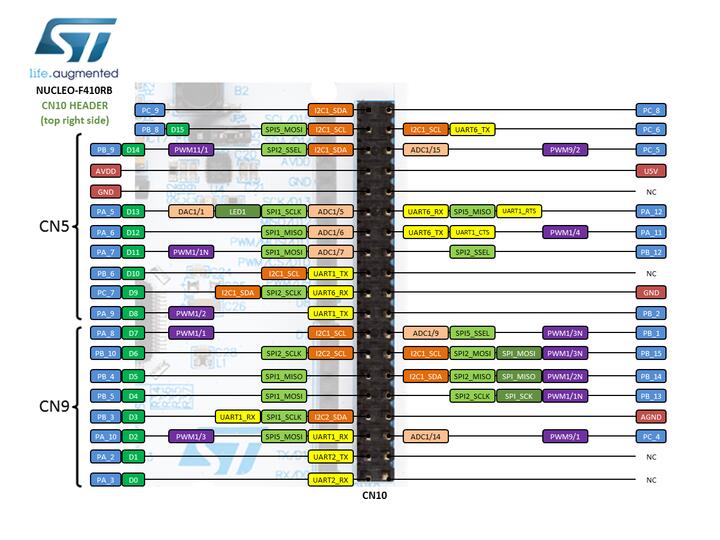 life.augmented
NUCLEO-F410RB
CN10 HEADER
(top right side)
B2
PC_9 I2C1_SDA PC_8
PB_8 D15 SPI5_MOSI I2C1_SCL I2C1_SCL UART6_TX PC_6
PB_9 D14 PWM11/1 SPI2_SSEL I2C1_SDA ADC1/15 PWM9/2 PC_5
AVDD U5V
GND NC
CN5
PA_5 D13 DAC1/1 LED1 SPI1_SCLK ADC1/5 UART6_RX SPI5_MISO UART1_RTS PA_12
PA_6 D12 SPI1_MISO ADC1/6 UART6_TX UART1_CTS PWM1/4 PA_11
PA_7 D11 PWM1/1N SPI1_MOSI ADC1/7 SPI2_SSEL PB_12
PB_6 D10 I2C1_SCL UART1_TX NC
PC_7 D9 I2C1_SDA SPI2_SCLK UART6_RX GND
PA_9 D8 PWM1/2 UART1_TX PB_2
PA_8 D7 PWM1/1 I2C1_SDA ADC1/9 SPI5_SSEL PWM1/3N PB_1
PB_10 D6 SPI2_SCLK I2C2_SCL I2C1_SCL SPI2_MOSI SPI_MOSI PWM1/3N PB_15
PB_4 D5 SPI1_MISO I2C1_SDA SPI2_MISO SPI_MISO PWM1/2N PB_14
CN9
PB_5 D4 SPI1_MOSI SPI2_SCLK SPI_SCK PWM1/1N PB_13
PB_3 D3 UART1_RX SPI1_SCLK I2C2_SDA AGND
PA_10 D2 PWM1/3 SPI5_MOSI UART1_RX ADC1/14 PWM9/1 PC_4
PA_2 D1 UART2_TX NC
PA_3 D0 UART2_RX NC
CN10